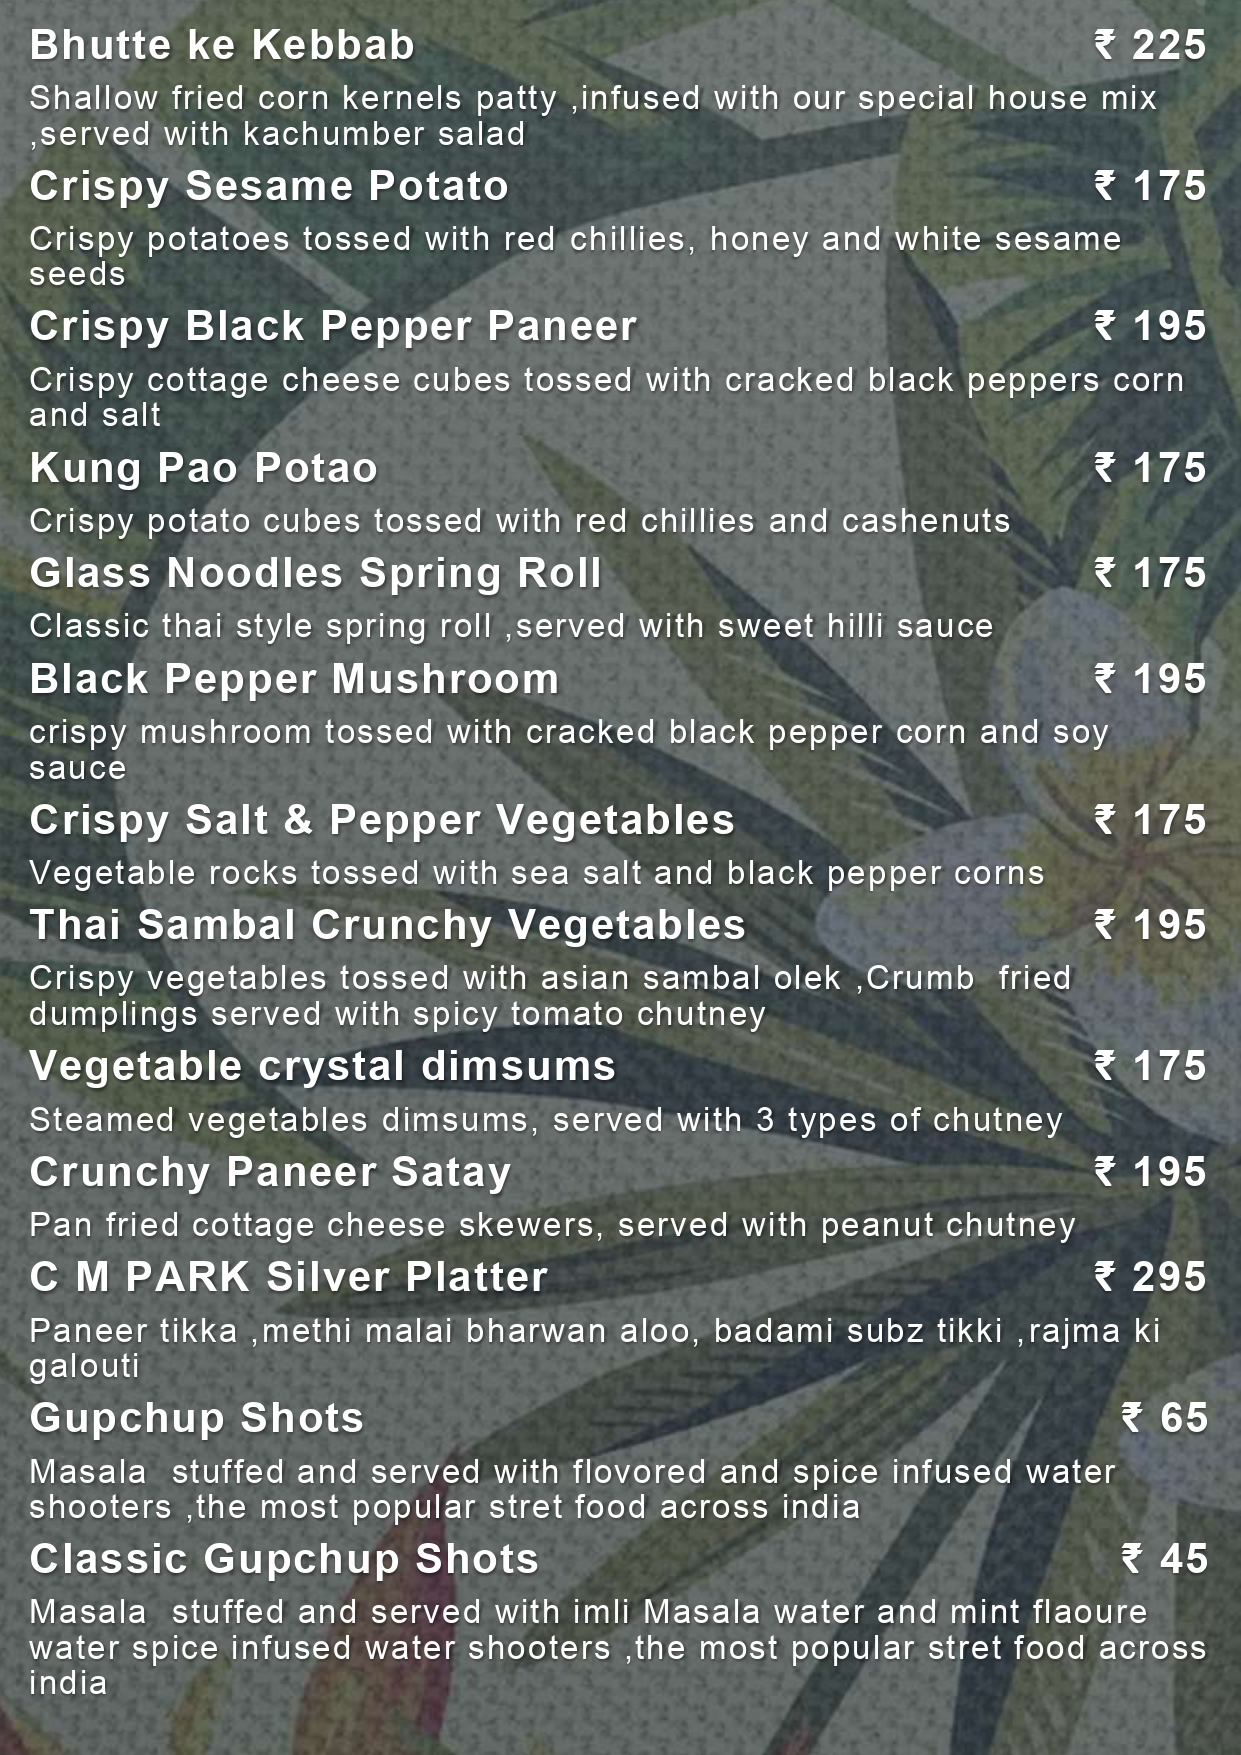 Bhutte ke Kebbab ₹ 225
Shallow fried corn kernels patty ,infused with our special house mix
,served with kachumber salad
Crispy Sesame Potato ₹ 175
Crispy potatoes tossed with red chillies, honey and white sesame
seeds
Crispy Black Pepper Paneer ₹ 195
Crispy cottage cheese cubes tossed with cracked black peppers corn
and salt
Kung Pao Potao ₹ 175
Crispy potato cubes tossed with red chillies and cashenuts
Glass Noodles Spring Roll ₹ 175
Classic thai style spring roll ,served with sweet hilli sauce
Black Pepper Mushroom ₹ 195
crispy mushroom tossed with cracked black pepper corn and soy
sauce
Crispy Salt & Pepper Vegetables ₹ 175
Vegetable rocks tossed with sea salt and black pepper corns
Thai Sambal Crunchy Vegetables ₹ 195
Crispy vegetables tossed with asian sambal olek ,Crumb  fried
dumplings served with spicy tomato chutney
Vegetable crystal dimsums ₹ 175
Steamed vegetables dimsums, served with 3 types of chutney
Crunchy Paneer Satay ₹ 195
Pan fried cottage cheese skewers, served with peanut chutney
C M PARK Silver Platter ₹ 295
Paneer tikka ,methi malai bharwan aloo, badami subz tikki ,rajma ki
galouti
Gupchup Shots ₹ 65
Masala  stuffed and served with flovored and spice infused water
shooters ,the most popular stret food across india
Classic Gupchup Shots ₹ 45
Masala  stuffed and served with imli Masala water and mint flaoure
water spice infused water shooters ,the most popular stret food across
india